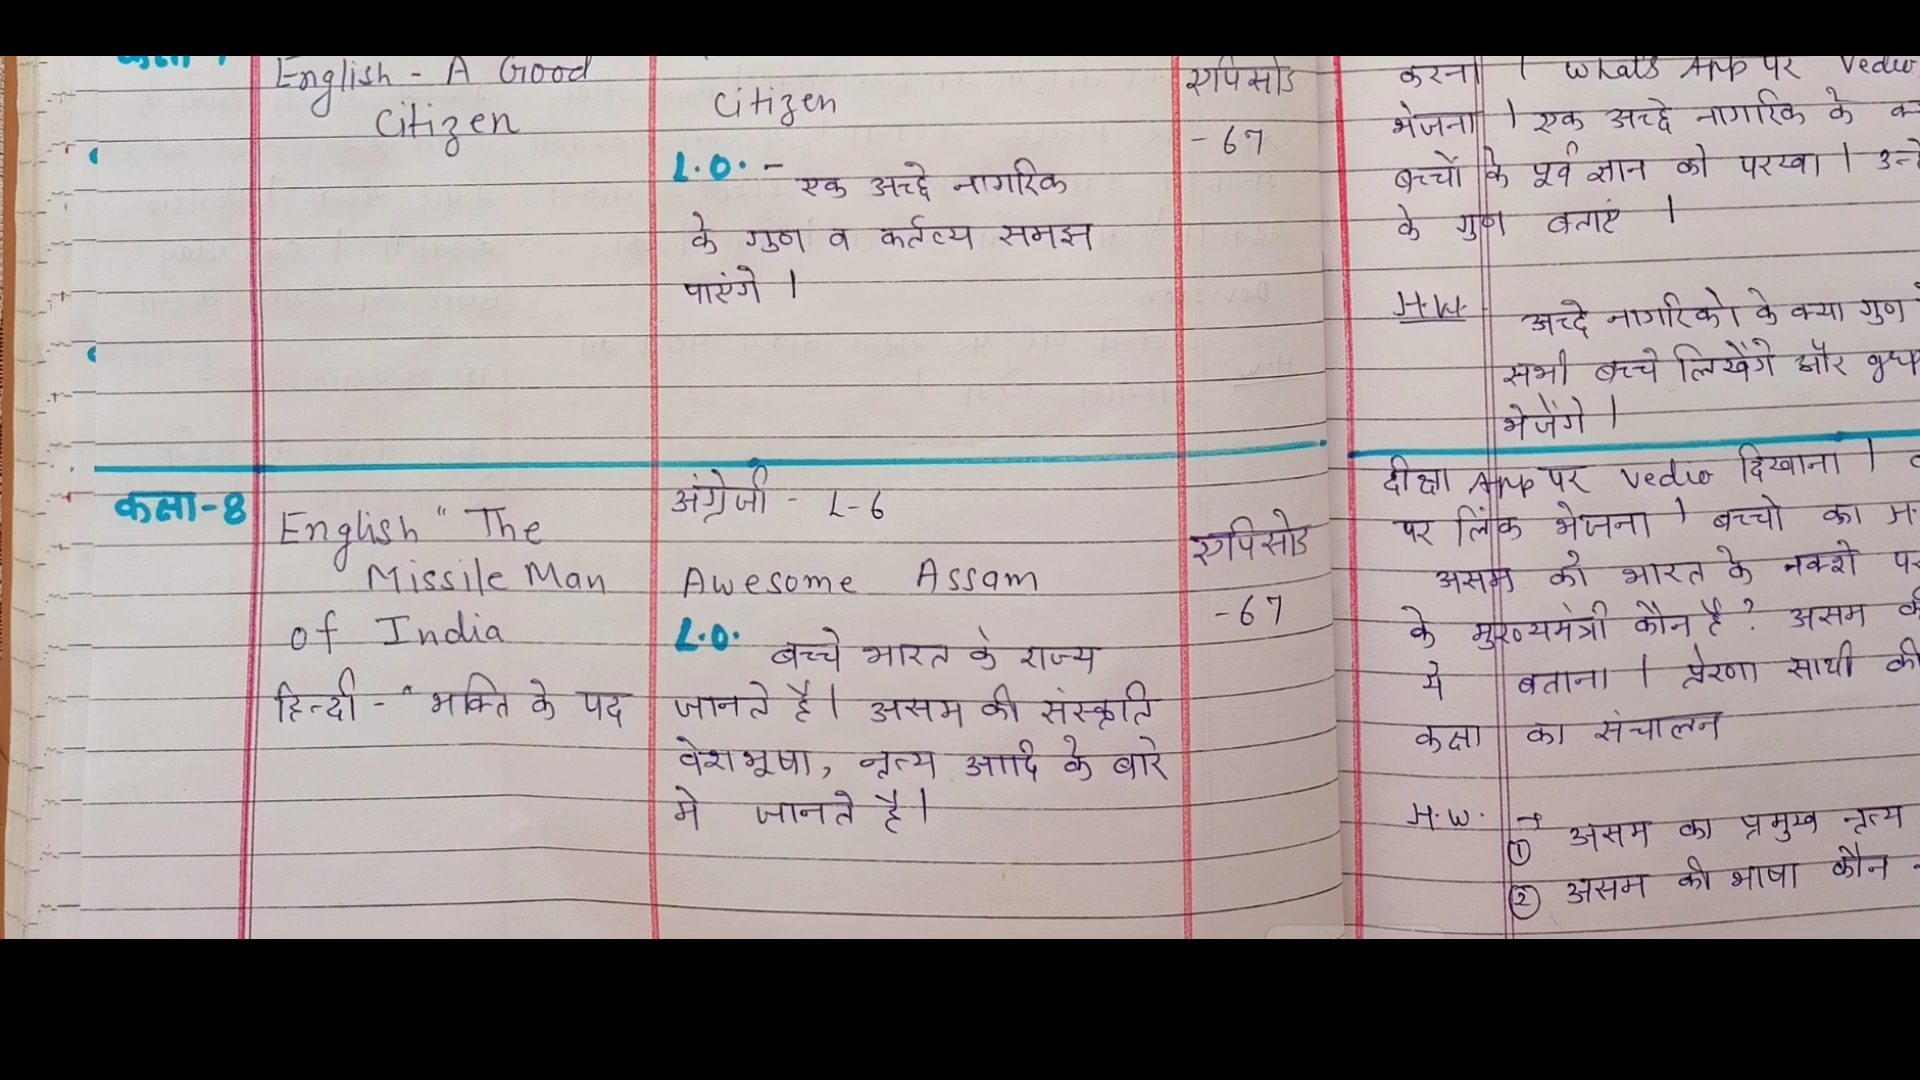 English - A Good
Citizen
Citizen
L.O. - एक अच्छे नागरिक
के गुण व कर्तव्य समझ
पाएंगे ।
एपिसोड
- 67
करना । What's App पर Vedio
भेजना । एक अच्छे नागरिक के
बच्चों के पूर्व ज्ञान को परखा ।
के गुण बताएं ।
H.W. अच्छे नागरिको के क्या गुण
सभी बच्चे लिखेंगे और
भेजेंगे ।
कक्षा-8
English " The
Missile Man
of India
हिन्दी - " भक्ति के पद
अंग्रेजी - L-6
Awesome Assam
L.O. बच्चे भारत के राज्य
जानते है। असम की संस्कृति
वेशभूषा, नृत्य आदि के बारे
मे जानते है।
एपिसोड
-67
दीक्षा App पर Vedio दिखाना ।
पर लिंक भेजना । बच्चो का H.
असम को भारत के नक्शे पर
के मुख्यमंत्री कौन है? असम
मे बताना । प्रेरणा साथी की
कक्षा का संचालन
H.W. →
① असम का प्रमुख नृत्य
② असम की भाषा कौन